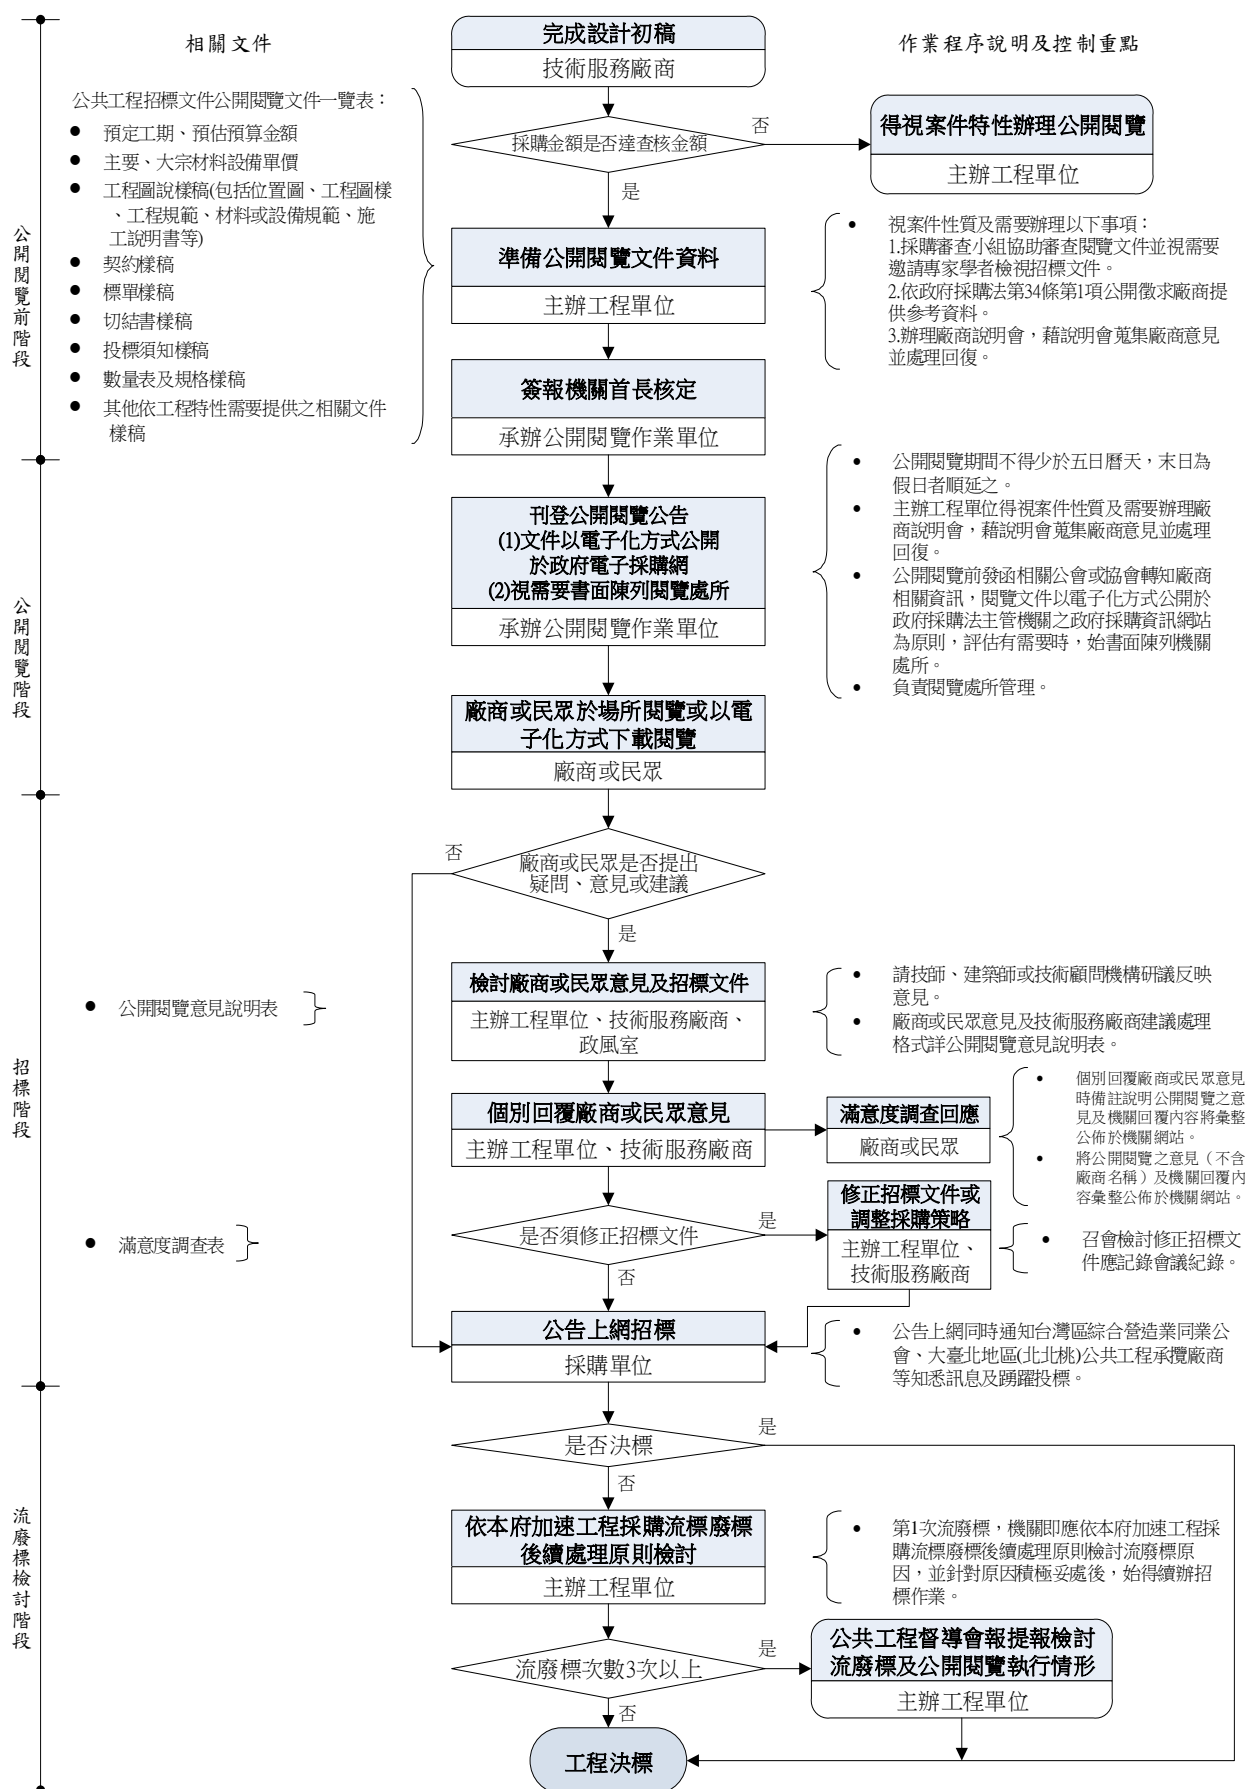 相關文件
完成設計初稿
技術服務廠商
作業程序說明及控制重點
公開閱覽前階段
公共工程招標文件公開閱覽文件一覽表：
● 預定工期、預估預算金額
● 主要、大宗材料設備單價
● 工程圖說樣稿(包括位置圖、工程圖樣
、工程規範、材料或設備規範、施
工說明書等)
● 契約樣稿
● 標單樣稿
● 切結書樣稿
● 投標須知樣稿
● 數量表及規格樣稿
● 其他依工程特性需要提供之相關文件
樣稿
採購金額是否達查核金額
否
得視案件特性辦理公開閱覽
主辦工程單位
是
準備公開閱覽文件資料
主辦工程單位
● 視案件性質及需要辦理以下事項：
1.採購審查小組協助審查閱覽文件並視需要
邀請專家學者檢視招標文件。
2.依政府採購法第34條第1項公開徵求廠商提
供參考資料。
3.辦理廠商說明會，藉說明會蒐集廠商意見
並處理回復。
簽報機關首長核定
承辦公開閱覽作業單位
公開閱覽階段
刊登公開閱覽公告
(1)文件以電子化方式公開
於政府電子採購網
(2)視需要書面陳列閱覽處所
承辦公開閱覽作業單位
● 公開閱覽期間不得少於五日曆天，末日為
假日者順延之。
● 主辦工程單位得視案件性質及需要辦理廠
商說明會，藉說明會蒐集廠商意見並處理
回復。
● 公開閱覽前發函相關公會或協會轉知廠商
相關資訊，閱覽文件以電子化方式公開於
政府採購法主管機關之政府採購資訊網站
為原則，評估有需要時，始書面陳列機關
處所。
● 負責閱覽處所管理。
廠商或民眾於場所閱覽或以電
子化方式下載閱覽
廠商或民眾
招標階段
廠商或民眾是否提出
疑問、意見或建議
否
是
● 公開閱覽意見說明表
檢討廠商或民眾意見及招標文件
主辦工程單位、技術服務廠商、
政風室
● 請技師、建築師或技術顧問機構研議反映
意見。
● 廠商或民眾意見及技術服務廠商建議處理
格式詳公開閱覽意見說明表。
個別回覆廠商或民眾意見
主辦工程單位、技術服務廠商
滿意度調查回應
廠商或民眾
● 個別回覆廠商或民眾意見
時備註說明公開閱覽之意
見及機關回覆內容將彙整
公佈於機關網站。
● 將公開閱覽之意見（不含
廠商名稱）及機關回覆內
容彙整公佈於機關網站。
● 滿意度調查表
是否須修正招標文件
是
修正招標文件或
調整採購策略
主辦工程單位、
技術服務廠商
● 召會檢討修正招標文
件應記錄會議紀錄。
否
公告上網招標
採購單位
● 公告上網同時通知台灣區綜合營造業同業公
會、大臺北地區(北北桃)公共工程承攬廠商
等知悉訊息及踴躍投標。
流廢標檢討階段
是否決標
是
否
依本府加速工程採購流標廢標
後續處理原則檢討
主辦工程單位
● 第1次流廢標，機關即應依本府加速工程採
購流標廢標後續處理原則檢討流廢標原
因，並針對原因積極妥處後，始得續辦招
標作業。
流廢標次數3次以上
是
公共工程督導會報提報檢討
流廢標及公開閱覽執行情形
主辦工程單位
否
工程決標